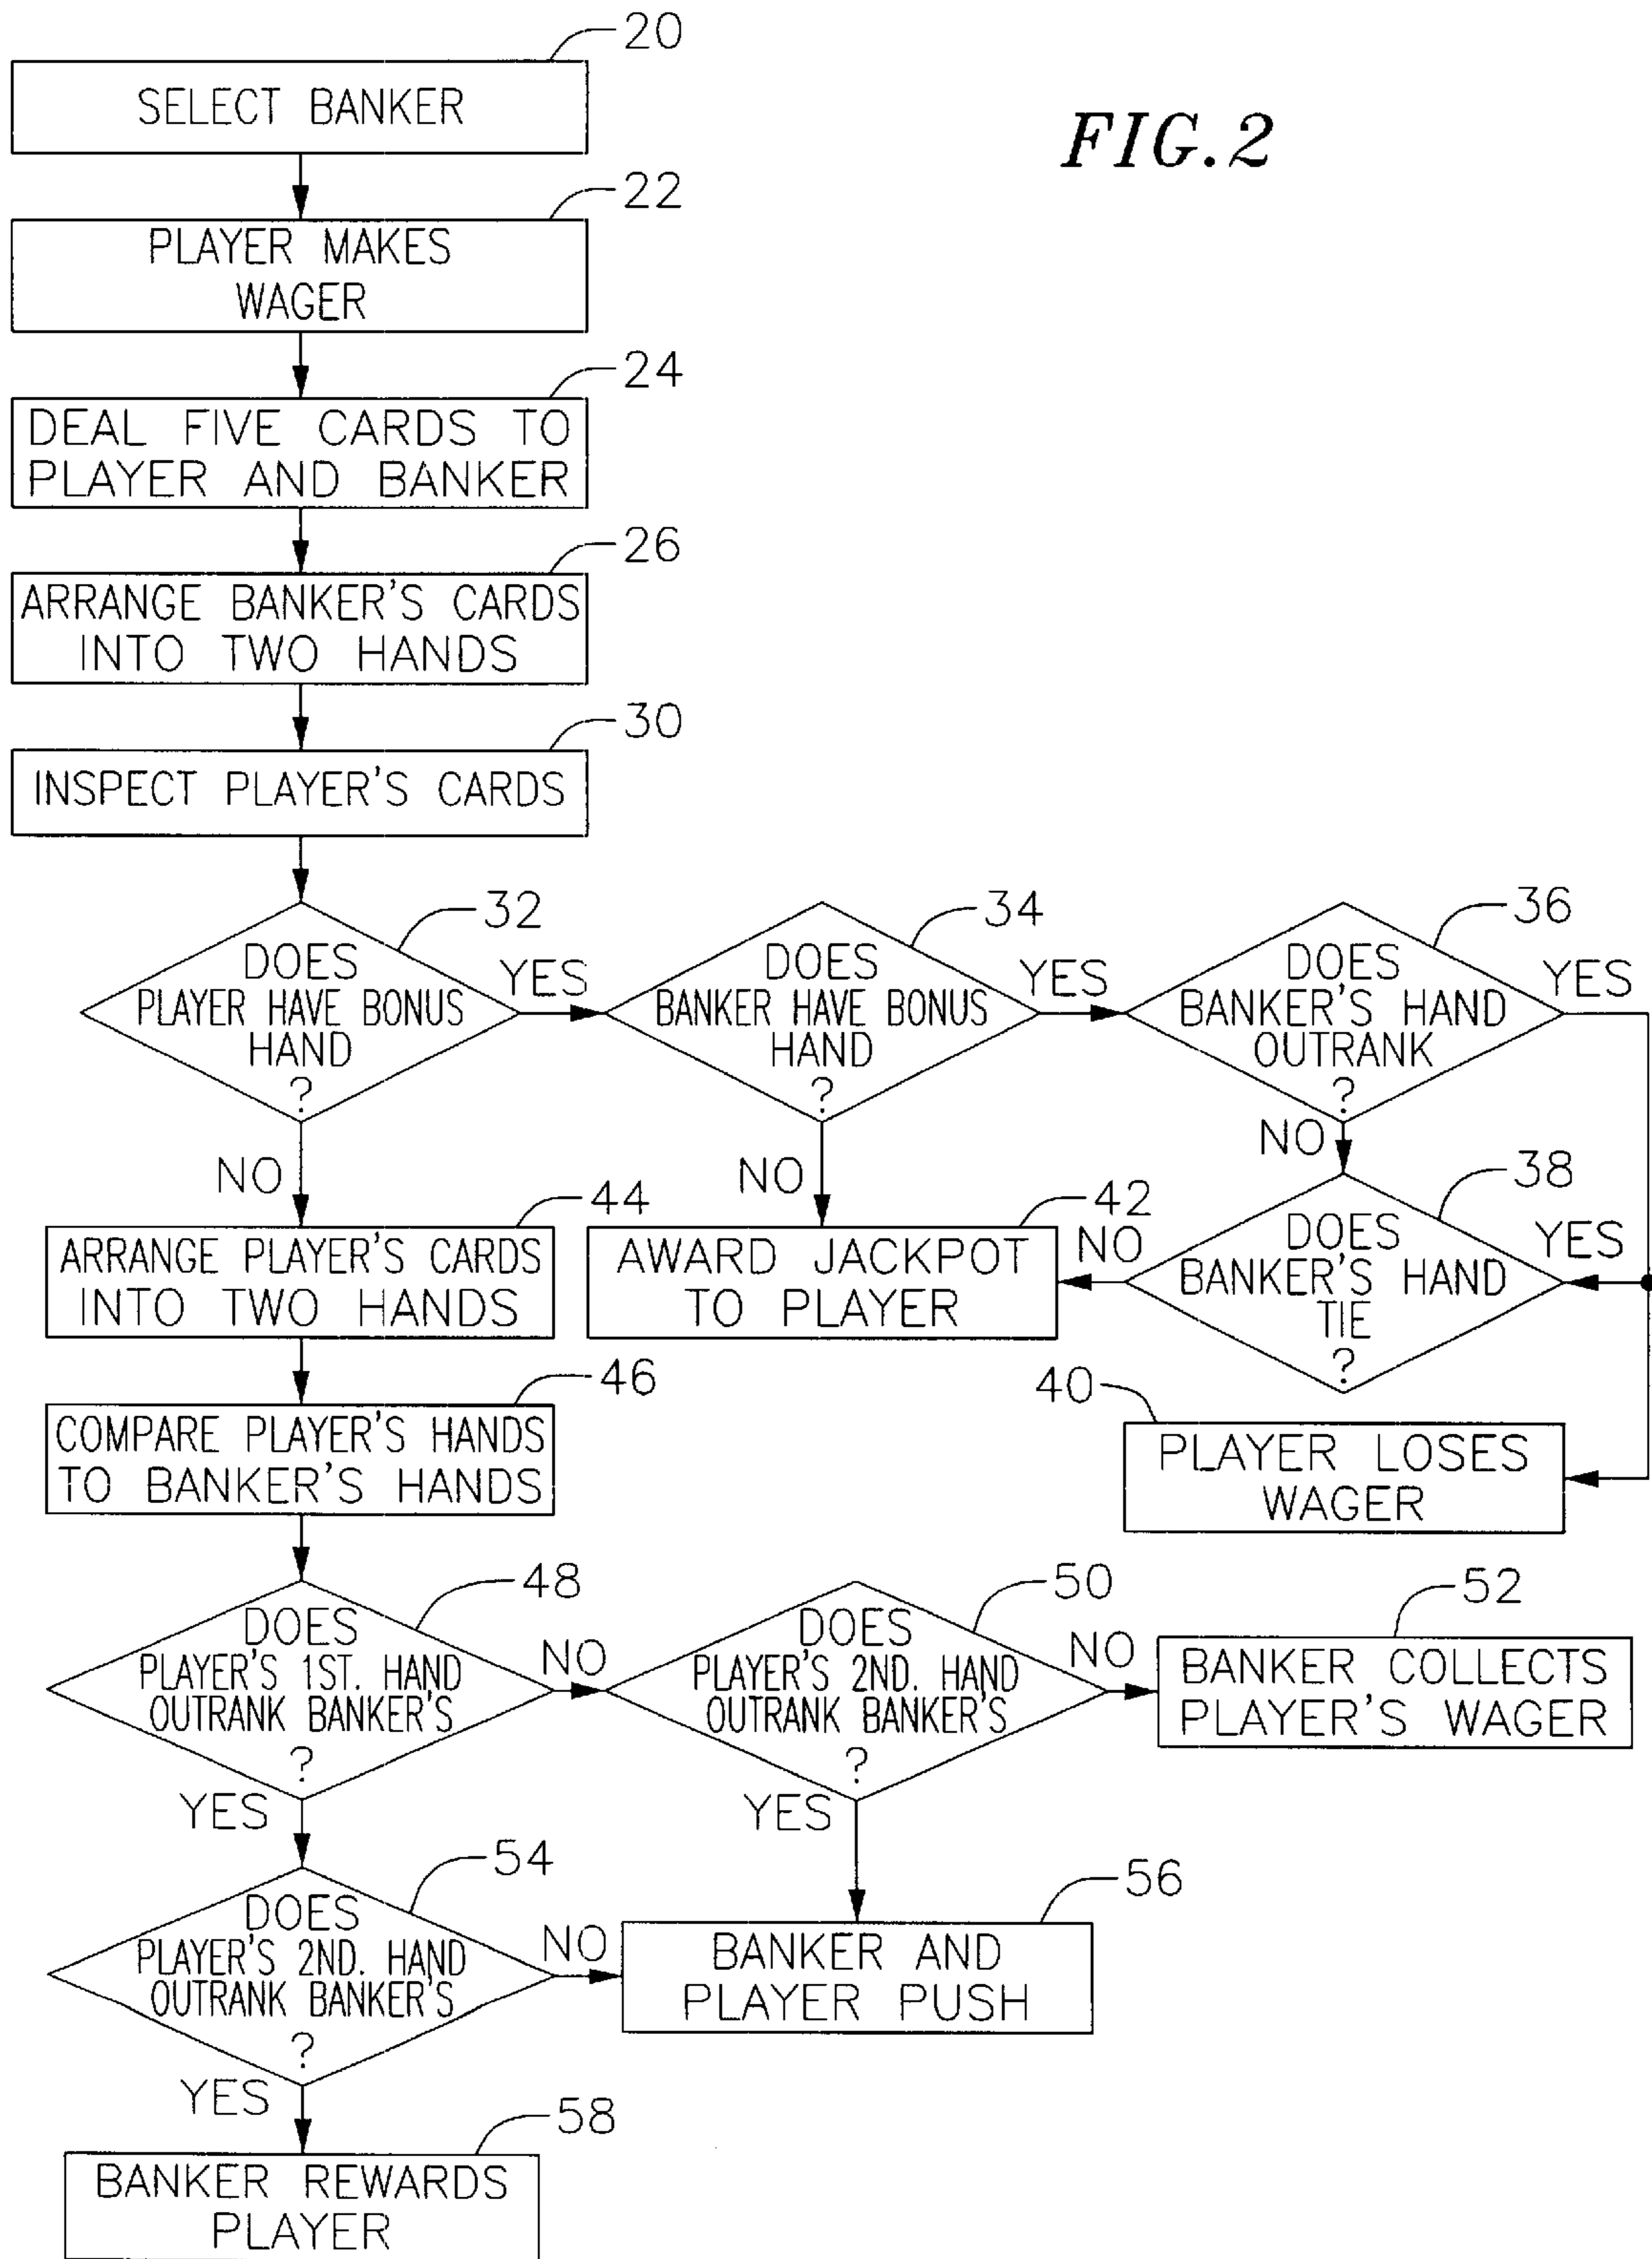 20
SELECT BANKER
FIG.2
22
PLAYER MAKES
WAGER
24
DEAL FIVE CARDS TO
PLAYER AND BANKER
26
ARRANGE BANKER'S CARDS
INTO TWO HANDS
30
INSPECT PLAYER'S CARDS
32
DOES
PLAYER HAVE BONUS
HAND
?
YES
NO
34
DOES
BANKER HAVE BONUS
HAND
?
YES
NO
36
DOES
BANKER'S HAND
OUTRANK
?
YES
NO
38
DOES
BANKER'S HAND
TIE
?
YES
NO
42
AWARD JACKPOT
TO PLAYER
40
PLAYER LOSES
WAGER
44
ARRANGE PLAYER'S CARDS
INTO TWO HANDS
46
COMPARE PLAYER'S HANDS
TO BANKER'S HANDS
48
DOES
PLAYER'S 1ST. HAND
OUTRANK BANKER'S
?
NO
YES
50
DOES
PLAYER'S 2ND. HAND
OUTRANK BANKER'S
?
NO
YES
52
BANKER COLLECTS
PLAYER'S WAGER
54
DOES
PLAYER'S 2ND. HAND
OUTRANK BANKER'S
?
NO
YES
56
BANKER AND
PLAYER PUSH
58
BANKER REWARDS
PLAYER